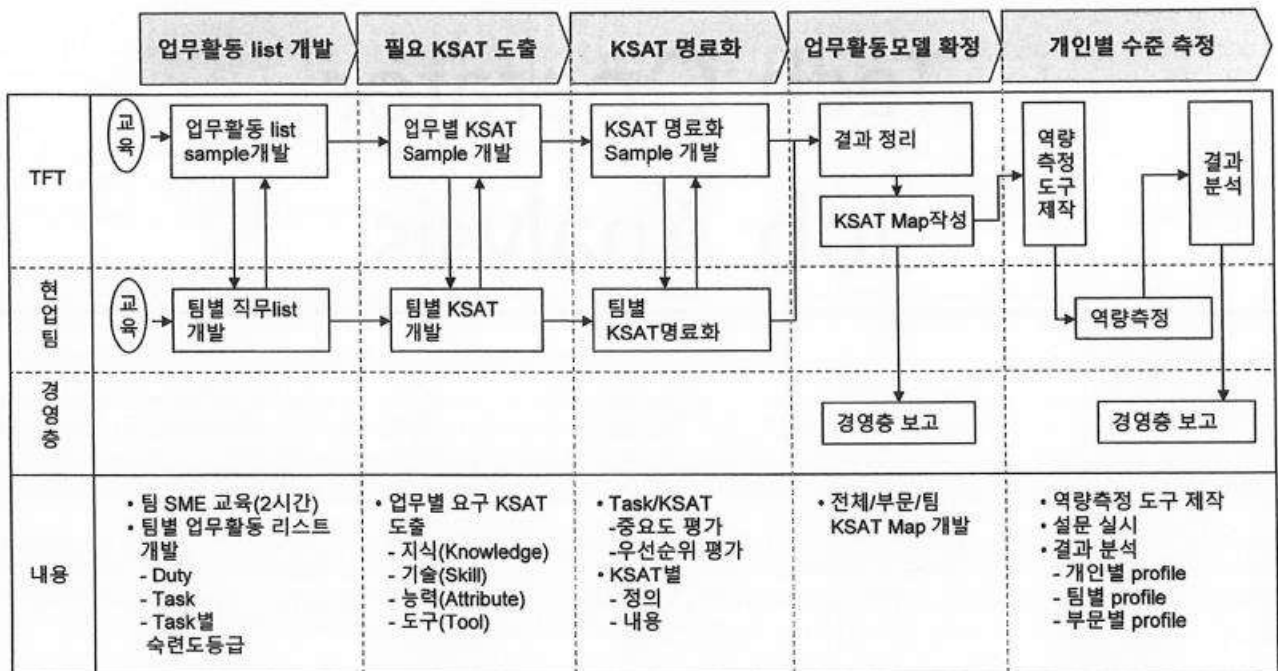 업무활동 list 개발
필요 KSAT 도출
KSAT 명료화
업무활동모델 확정
개인별 수준 측정
TFT
교육
업무활동 list
sample개발
업무별 KSAT
Sample 개발
KSAT 명료화
Sample 개발
결과 정리
KSAT Map작성
역량
측정
도구
제작
결과
분석
현업팀
교육
팀별 직무list
개발
팀별 KSAT
개발
팀별
KSAT명료화
역량측정
경영층
경영층 보고
경영층 보고
내용
• 팀 SME 교육(2시간)
• 팀별 업무활동 리스트
개발
- Duty
- Task
- Task별
숙련도등급
• 업무별 요구 KSAT
도출
- 지식(Knowledge)
- 기술(Skill)
- 능력(Attribute)
- 도구(Tool)
• Task/KSAT
-중요도 평가
-우선순위 평가
• KSAT별
- 정의
- 내용
• 전체/부문/팀
KSAT Map 개발
• 역량측정 도구 제작
• 설문 실시
• 결과 분석
- 개인별 profile
- 팀별 profile
- 부문별 profile